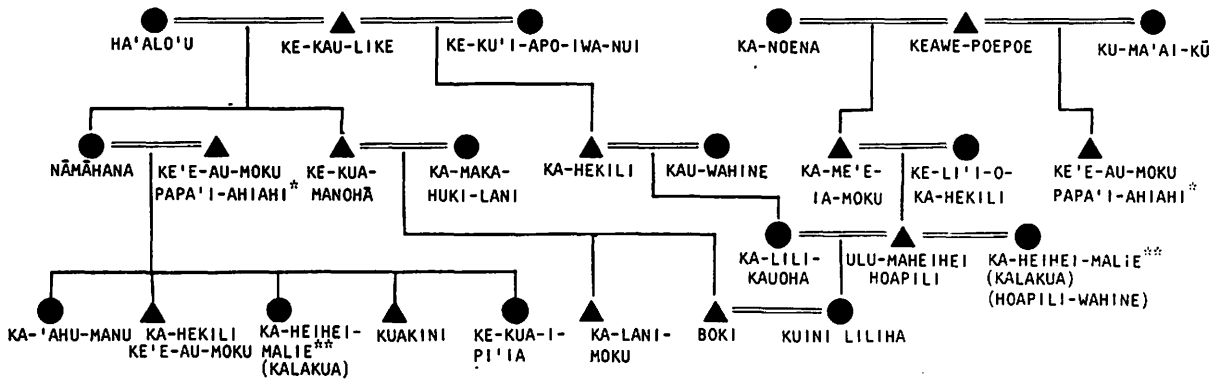 HA'ALO'U
KE-KAU-LIKE
KE-KU'I-APO-IWA-NUI
KA-NOENA
KEAWE-POEPOE
KU-MA'AI-KŪ
NĀMĀHANA
KE'E-AU-MOKU
PAPA'I-AHIAHI*
KE-KUA-
MANOHĀ
KA-MAKA-
HUKI-LANI
KA-HEKILI
KAU-WAHINE
KA-ME'E-
IA-MOKU
KE-LI'I-O-
KA-HEKILI
KE'E-AU-MOKU
PAPA'I-AHIAHI*
KA-LILI-
KAUOHA
ULU-MAHEIHEI
HOAPILI
KA-HEIHEI-MALIE**
(KALAKUA)
(HOAPILI-WAHINE)
KA-'AHU-MANU
KA-HEKILI
KE'E-AU-MOKU
KA-HEIHEI-
MALIE**
(KALAKUA)
KUAKINI
KE-KUA-I-
PI'IA
KA-LANI-
MOKU
BOKI
KUINI LILIHA